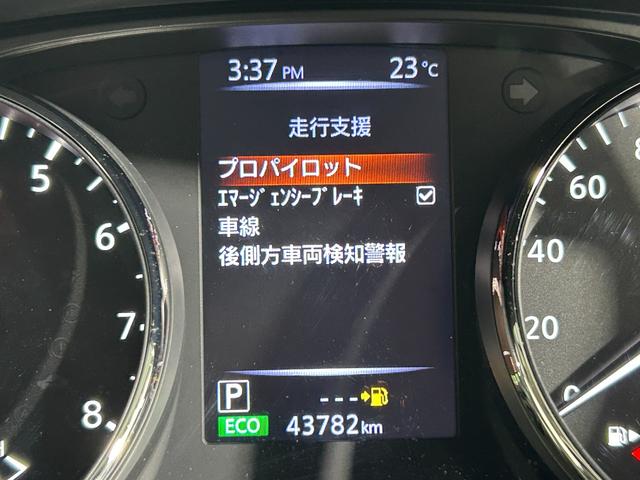 3:37 PM 23℃
走行支援
プロパイロット
ｴﾏｰｼﾞｪﾝｼｰﾌﾞﾚｰｷ
車線
後側方車両検知警報
P ---
ECO 43782 km
5
6
7
8
60
40
20
0